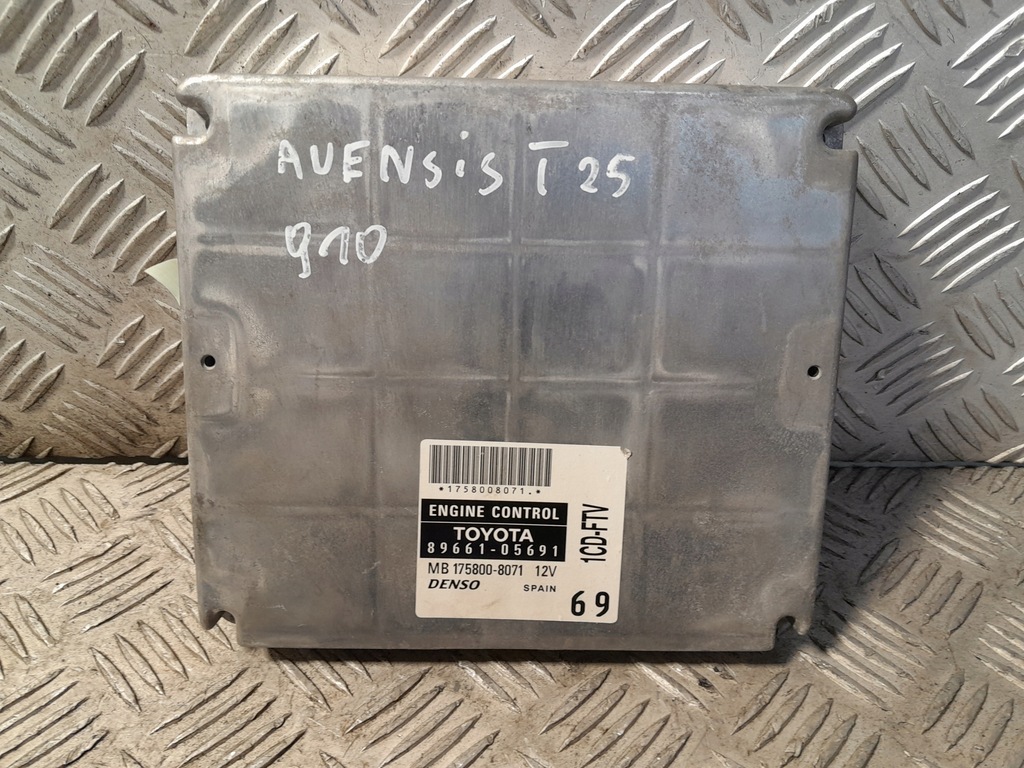 AVENSiS T25
910
*1758008071.*
ENGINE CONTROL
TOYOTA
89661-05691
MB 175800-8071 12V
DENSO SPAIN
1CD-FTV
69